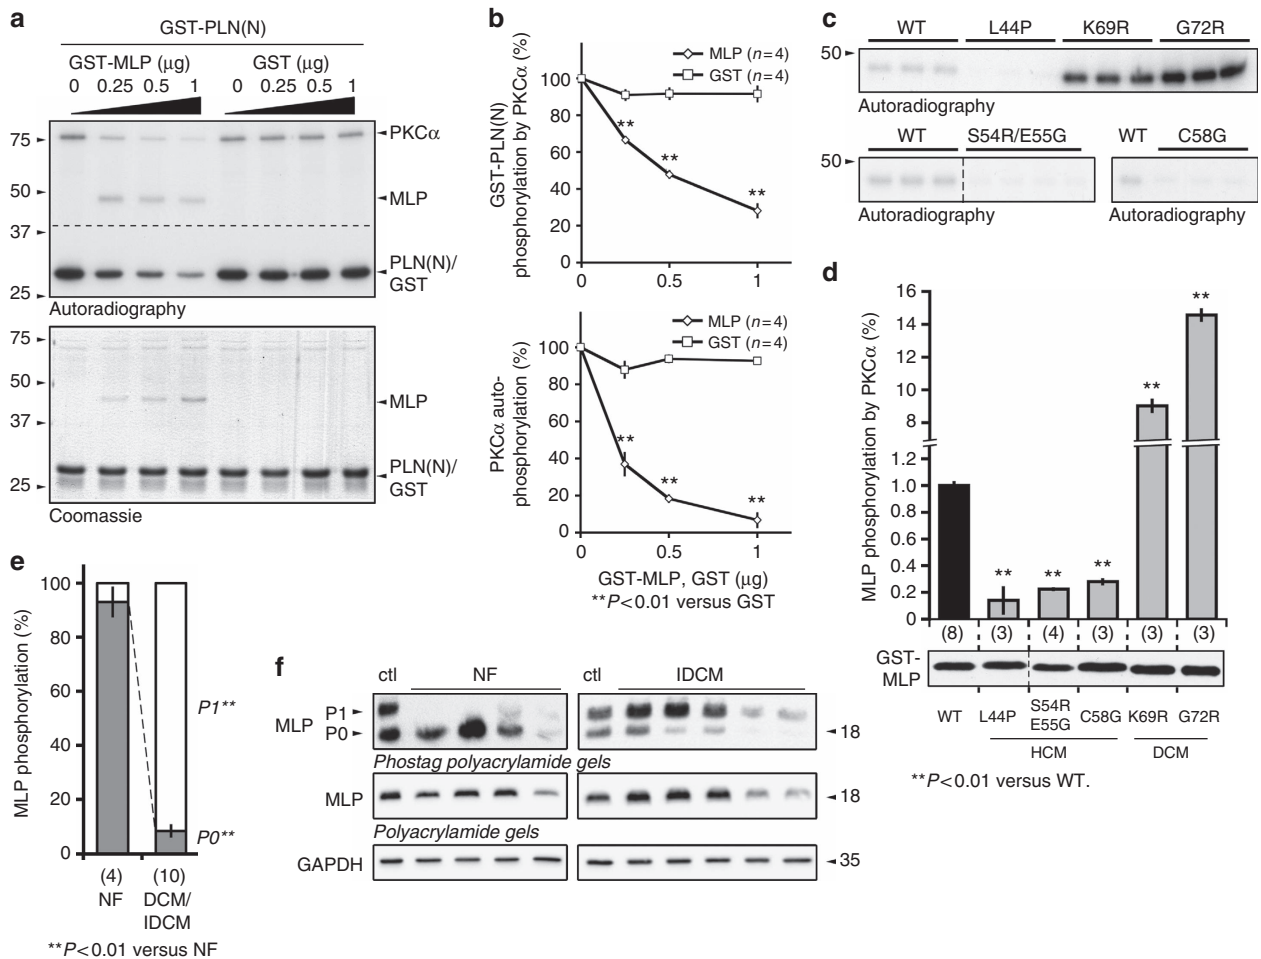 a
GST-PLN(N)
GST-MLP (μg) GST (μg)
0 0.25 0.5 1 0 0.25 0.5 1
75 PKCα
50 MLP
37
PLN(N)/
GST
25
Autoradiography
75
50
MLP
37
PLN(N)/
GST
25
Coomassie
b
GST-PLN(N)
phosphorylation by PKCα (%)
MLP (n=4)
GST (n=4)
100
80
60
40
20
0
**
**
**
0 0.5 1
PKCα auto-
phosphorylation (%)
MLP (n=4)
GST (n=4)
100
80
60
40
20
0
**
**
**
0 0.5 1
GST-MLP, GST (μg)
**P<0.01 versus GST
c
WT L44P K69R G72R
50
Autoradiography
WT S54R/E55G WT C58G
50
Autoradiography Autoradiography
d
MLP phosphorylation by PKCα (%)
16
14
12
10
8
1.2
1.0
0.8
0.6
0.4
0.2
0
** ** ** ** **
(8) (3) (4) (3) (3) (3)
GST-
MLP
WT L44P S54R E55G C58G K69R G72R
HCM DCM
**P<0.01 versus WT.
e
MLP phosphorylation (%)
100
80
60
40
20
0
P1**
P0**
(4) (10)
NF DCM/
IDCM
**P<0.01 versus NF
f
ctl NF ctl IDCM
MLP P1
P0 18
Phostag polyacrylamide gels
MLP 18
Polyacrylamide gels
GAPDH 35